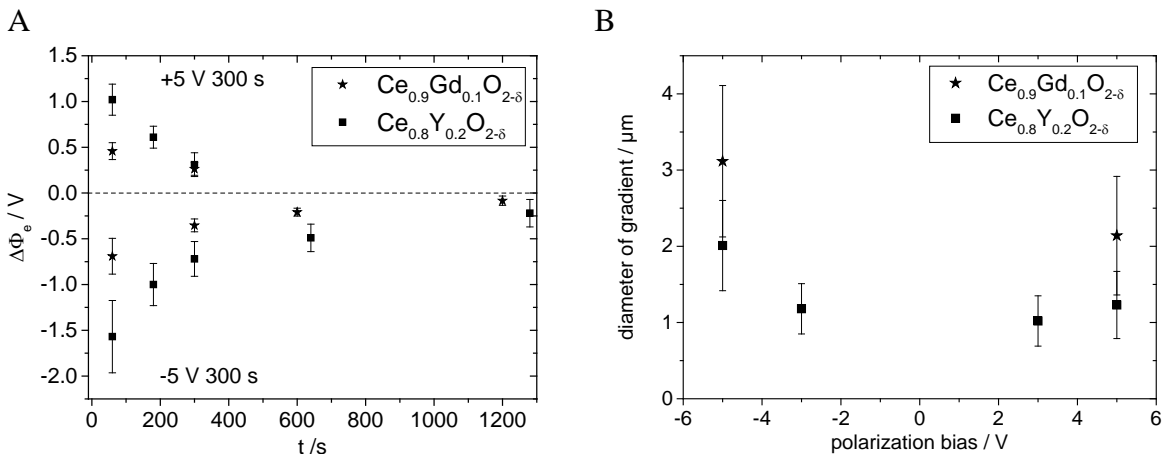 A
+5 V 300 s
★ Ce0.9Gd0.1O2-δ
■ Ce0.8Y0.2O2-δ
-5 V 300 s
1.5
1.0
0.5
0.0
-0.5
-1.0
-1.5
-2.0
ΔΦe / V
0 200 400 600 800 1000 1200
t /s
B
★ Ce0.9Gd0.1O2-δ
■ Ce0.8Y0.2O2-δ
4
3
2
1
0
diameter of gradient / μm
-6 -4 -2 0 2 4 6
polarization bias / V